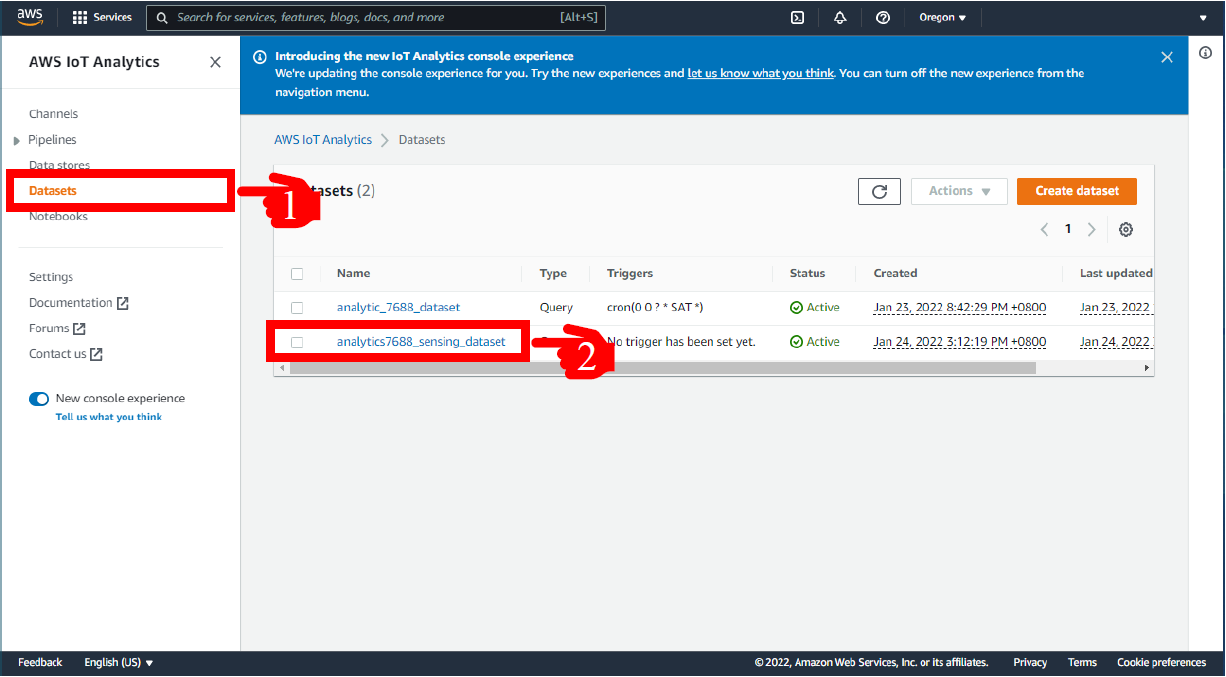 aws
Services
Search for services, features, blogs, docs, and more
[Alt+S]
Oregon
AWS IoT Analytics
Channels
Pipelines
Data stores
Datasets
Notebooks
Settings
Documentation
Forums
Contact us
New console experience
Tell us what you think
Introducing the new IoT Analytics console experience
We're updating the console experience for you. Try the new experiences and let us know what you think. You can turn off the new experience from the
navigation menu.
AWS IoT Analytics
Datasets
tasets (2)
1
Actions
Create dataset
1
Name Type Triggers Status Created Last updated
analytic_7688_dataset Query cron(0 0 ? * SAT *) Active Jan 23, 2022 8:42:29 PM +0800 Jan 23, 2022
analytics7688_sensing_dataset No trigger has been set yet. Active Jan 24, 2022 3:12:19 PM +0800 Jan 24, 2022
2
Feedback English (US) © 2022, Amazon Web Services, Inc. or its affiliates. Privacy Terms Cookie preferences